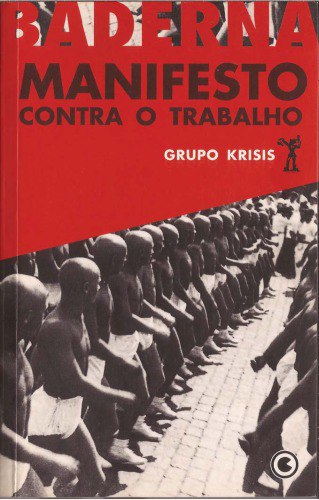 BADERNA
MANIFESTO
CONTRA O TRABALHO
GRUPO KRISIS
C